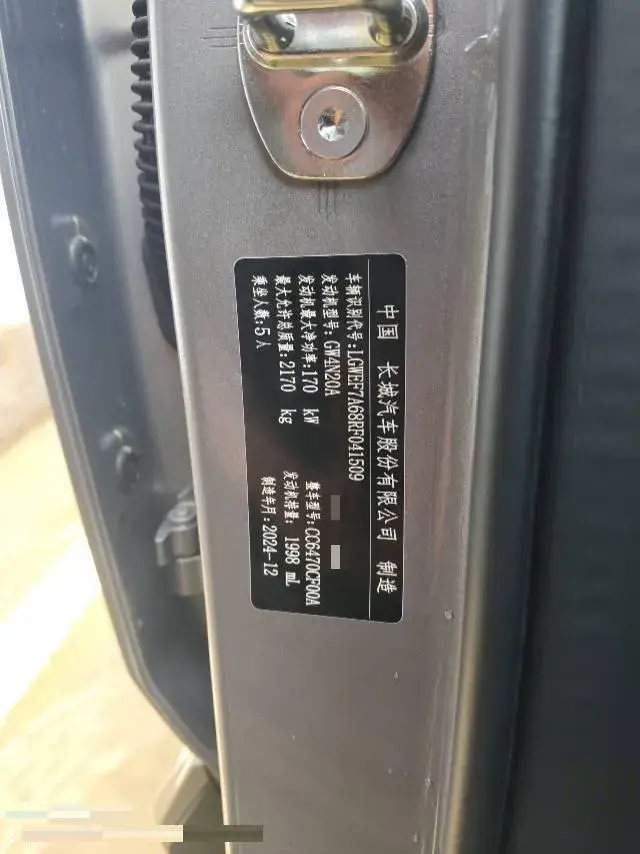 中国 长城汽车股份有限公司 制造
车辆识别代号:LGWEF7A68RF041509
发动机型号:GW4N20A
发动机最大净功率:170 kW 整车型号:CC6470CF00A
最大允许总质量:2170 kg 发动机排量: 1998 mL
乘坐人数:5人 制造年月:2024-12